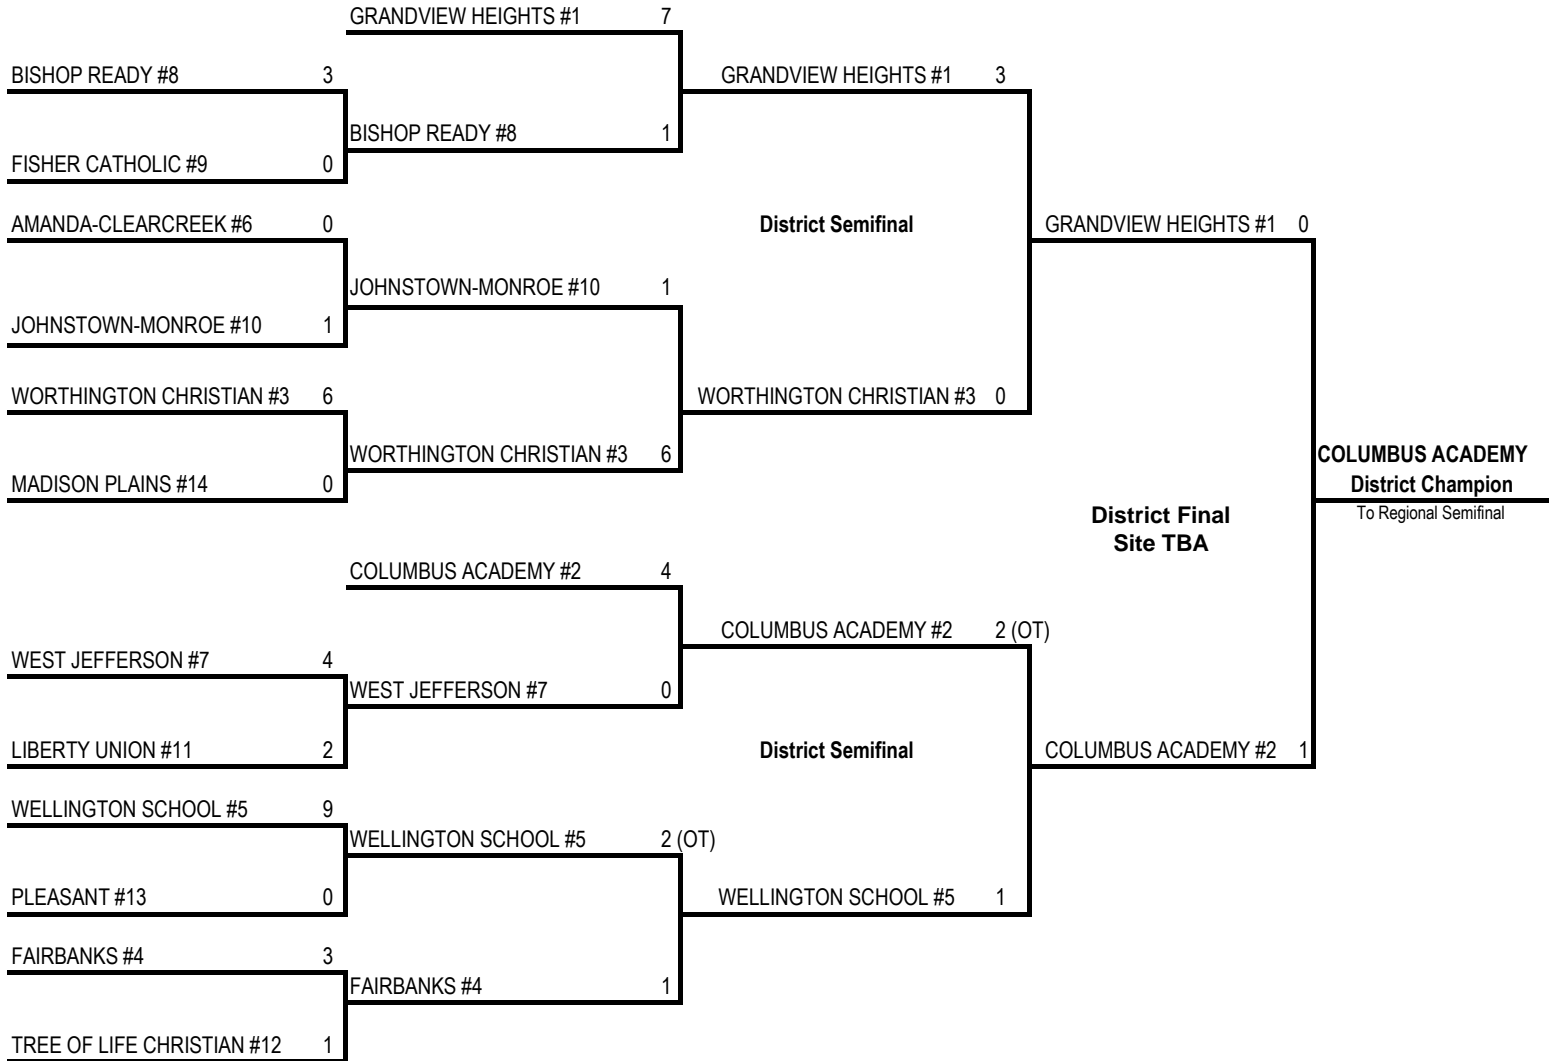 GRANDVIEW HEIGHTS #1 7
BISHOP READY #8 3
GRANDVIEW HEIGHTS #1 3
BISHOP READY #8 1
FISHER CATHOLIC #9 0
AMANDA-CLEARCREEK #6 0
District Semifinal
GRANDVIEW HEIGHTS #1 0
JOHNSTOWN-MONROE #10 1
JOHNSTOWN-MONROE #10 1
WORTHINGTON CHRISTIAN #3 6
WORTHINGTON CHRISTIAN #3 0
WORTHINGTON CHRISTIAN #3 6
COLUMBUS ACADEMY
MADISON PLAINS #14 0
District Champion
To Regional Semifinal
District Final
Site TBA
COLUMBUS ACADEMY #2 4
COLUMBUS ACADEMY #2 2 (OT)
WEST JEFFERSON #7 4
WEST JEFFERSON #7 0
LIBERTY UNION #11 2
District Semifinal
COLUMBUS ACADEMY #2 1
WELLINGTON SCHOOL #5 9
WELLINGTON SCHOOL #5 2 (OT)
PLEASANT #13 0
WELLINGTON SCHOOL #5 1
FAIRBANKS #4 3
FAIRBANKS #4 1
TREE OF LIFE CHRISTIAN #12 1